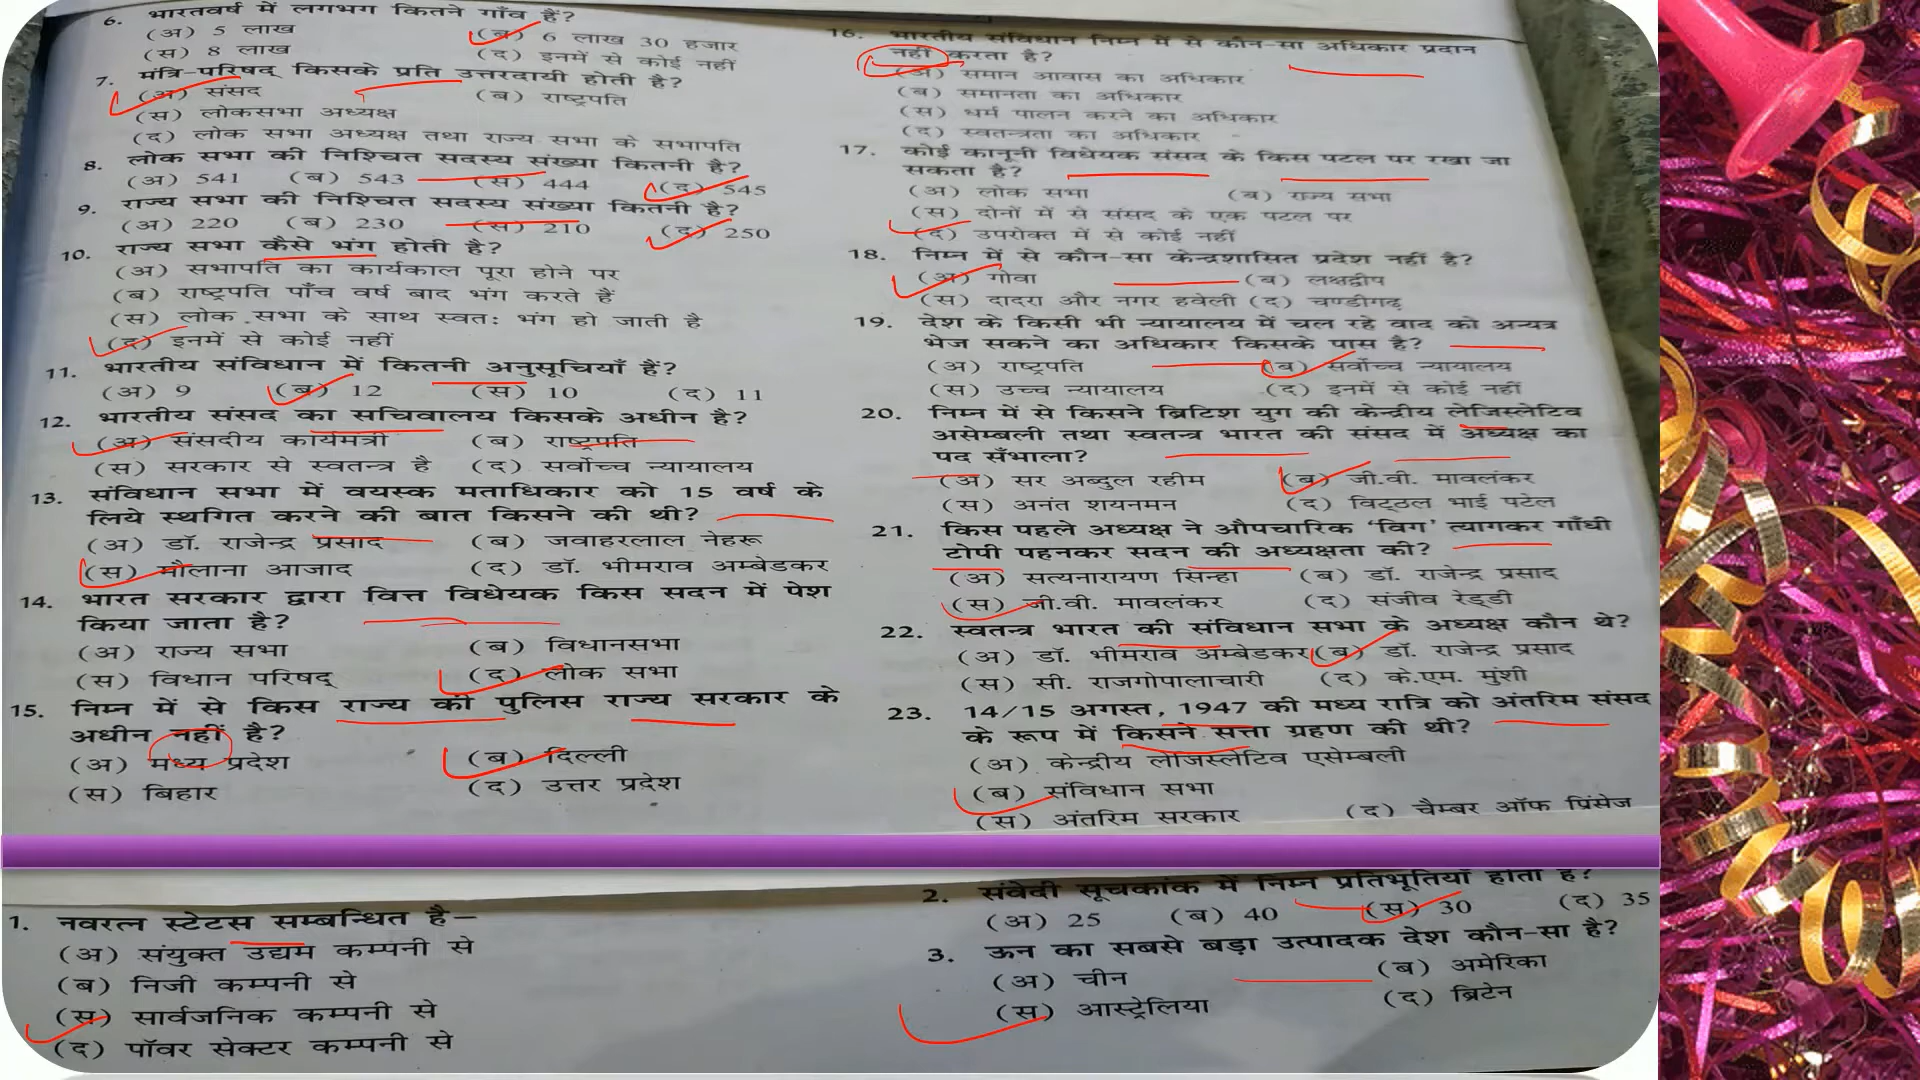 6. भारतवर्ष में लगभग कितने गाँव हैं?
(अ) 5 लाख (ब) 6 लाख 30 हजार
(स) 8 लाख (द) इनमें से कोई नहीं
7. मंत्रि-परिषद् किसके प्रति उत्तरदायी होती है?
(अ) संसद (ब) राष्ट्रपति
(स) लोकसभा अध्यक्ष
(द) लोक सभा अध्यक्ष तथा राज्य सभा के सभापति
8. लोक सभा की निश्चित सदस्य संख्या कितनी है?
(अ) 541 (ब) 543 (स) 444 (द) 545
9. राज्य सभा की निश्चित सदस्य संख्या कितनी है?
(अ) 220 (ब) 230 (स) 210 (द) 250
10. राज्य सभा कैसे भंग होती है?
(अ) सभापति का कार्यकाल पूरा होने पर
(ब) राष्ट्रपति पाँच वर्ष बाद भंग करते हैं
(स) लोक सभा के साथ स्वतः भंग हो जाती है
(द) इनमें से कोई नहीं
11. भारतीय संविधान में कितनी अनुसूचियाँ हैं?
(अ) 9 (ब) 12 (स) 10 (द) 11
12. भारतीय संसद का सचिवालय किसके अधीन है?
(अ) संसदीय कार्यमंत्री (ब) राष्ट्रपति
(स) सरकार से स्वतन्त्र है (द) सर्वोच्च न्यायालय
13. संविधान सभा में वयस्क मताधिकार को 15 वर्ष के
लिये स्थगित करने की बात किसने की थी?
(अ) डॉ. राजेन्द्र प्रसाद (ब) जवाहरलाल नेहरू
(स) मौलाना आजाद (द) डॉ. भीमराव अम्बेडकर
14. भारत सरकार द्वारा वित्त विधेयक किस सदन में पेश
किया जाता है?
(अ) राज्य सभा (ब) विधानसभा
(स) विधान परिषद् (द) लोक सभा
15. निम्न में से किस राज्य की पुलिस राज्य सरकार के
अधीन नहीं है?
(अ) मध्य प्रदेश (ब) दिल्ली
(स) बिहार (द) उत्तर प्रदेश
16. भारतीय संविधान निम्न में से कौन-सा अधिकार प्रदान
नहीं करता है?
(अ) समान आवास का अधिकार
(ब) समानता का अधिकार
(स) धर्म पालन करने का अधिकार
(द) स्वतन्त्रता का अधिकार
17. कोई कानूनी विधेयक संसद के किस पटल पर रखा जा
सकता है?
(अ) लोक सभा (ब) राज्य सभा
(स) दोनों में से संसद के एक पटल पर
(द) उपरोक्त में से कोई नहीं
18. निम्न में से कौन-सा केन्द्रशासित प्रदेश नहीं है?
(अ) गोवा (ब) लक्षद्वीप
(स) दादरा और नगर हवेली (द) चण्डीगढ़
19. देश के किसी भी न्यायालय में चल रहे वाद को अन्यत्र
भेज सकने का अधिकार किसके पास है?
(अ) राष्ट्रपति (ब) सर्वोच्च न्यायालय
(स) उच्च न्यायालय (द) इनमें से कोई नहीं
20. निम्न में से किसने ब्रिटिश युग की केन्द्रीय लेजिस्लेटिव
असेम्बली तथा स्वतन्त्र भारत की संसद में अध्यक्ष का
पद सँभाला?
(अ) सर अब्दुल रहीम (ब) जी.वी. मावलंकर
(स) अनंत शयनमन (द) विट्ठल भाई पटेल
21. किस पहले अध्यक्ष ने औपचारिक 'विग' त्यागकर गाँधी
टोपी पहनकर सदन की अध्यक्षता की?
(अ) सत्यनारायण सिन्हा (ब) डॉ. राजेन्द्र प्रसाद
(स) जी.वी. मावलंकर (द) संजीव रेड्डी
22. स्वतन्त्र भारत की संविधान सभा के अध्यक्ष कौन थे?
(अ) डॉ. भीमराव अम्बेडकर (ब) डॉ. राजेन्द्र प्रसाद
(स) सी. राजगोपालाचारी (द) के.एम. मुंशी
23. 14/15 अगस्त, 1947 की मध्य रात्रि को अंतरिम संसद
के रूप में किसने सत्ता ग्रहण की थी?
(अ) केन्द्रीय लेजिस्लेटिव एसेम्बली
(ब) संविधान सभा
(स) अंतरिम सरकार (द) चैम्बर ऑफ प्रिंसेज
1. नवरत्न स्टेटस सम्बन्धित है–
(अ) संयुक्त उद्यम कम्पनी से
(ब) निजी कम्पनी से
(स) सार्वजनिक कम्पनी से
(द) पॉवर सेक्टर कम्पनी से
2. संवेदी सूचकांक में निम्न प्रतिभूतियाँ होता है?
(अ) 25 (ब) 40 (स) 30 (द) 35
3. ऊन का सबसे बड़ा उत्पादक देश कौन-सा है?
(अ) चीन (ब) अमेरिका
(स) आस्ट्रेलिया (द) ब्रिटेन